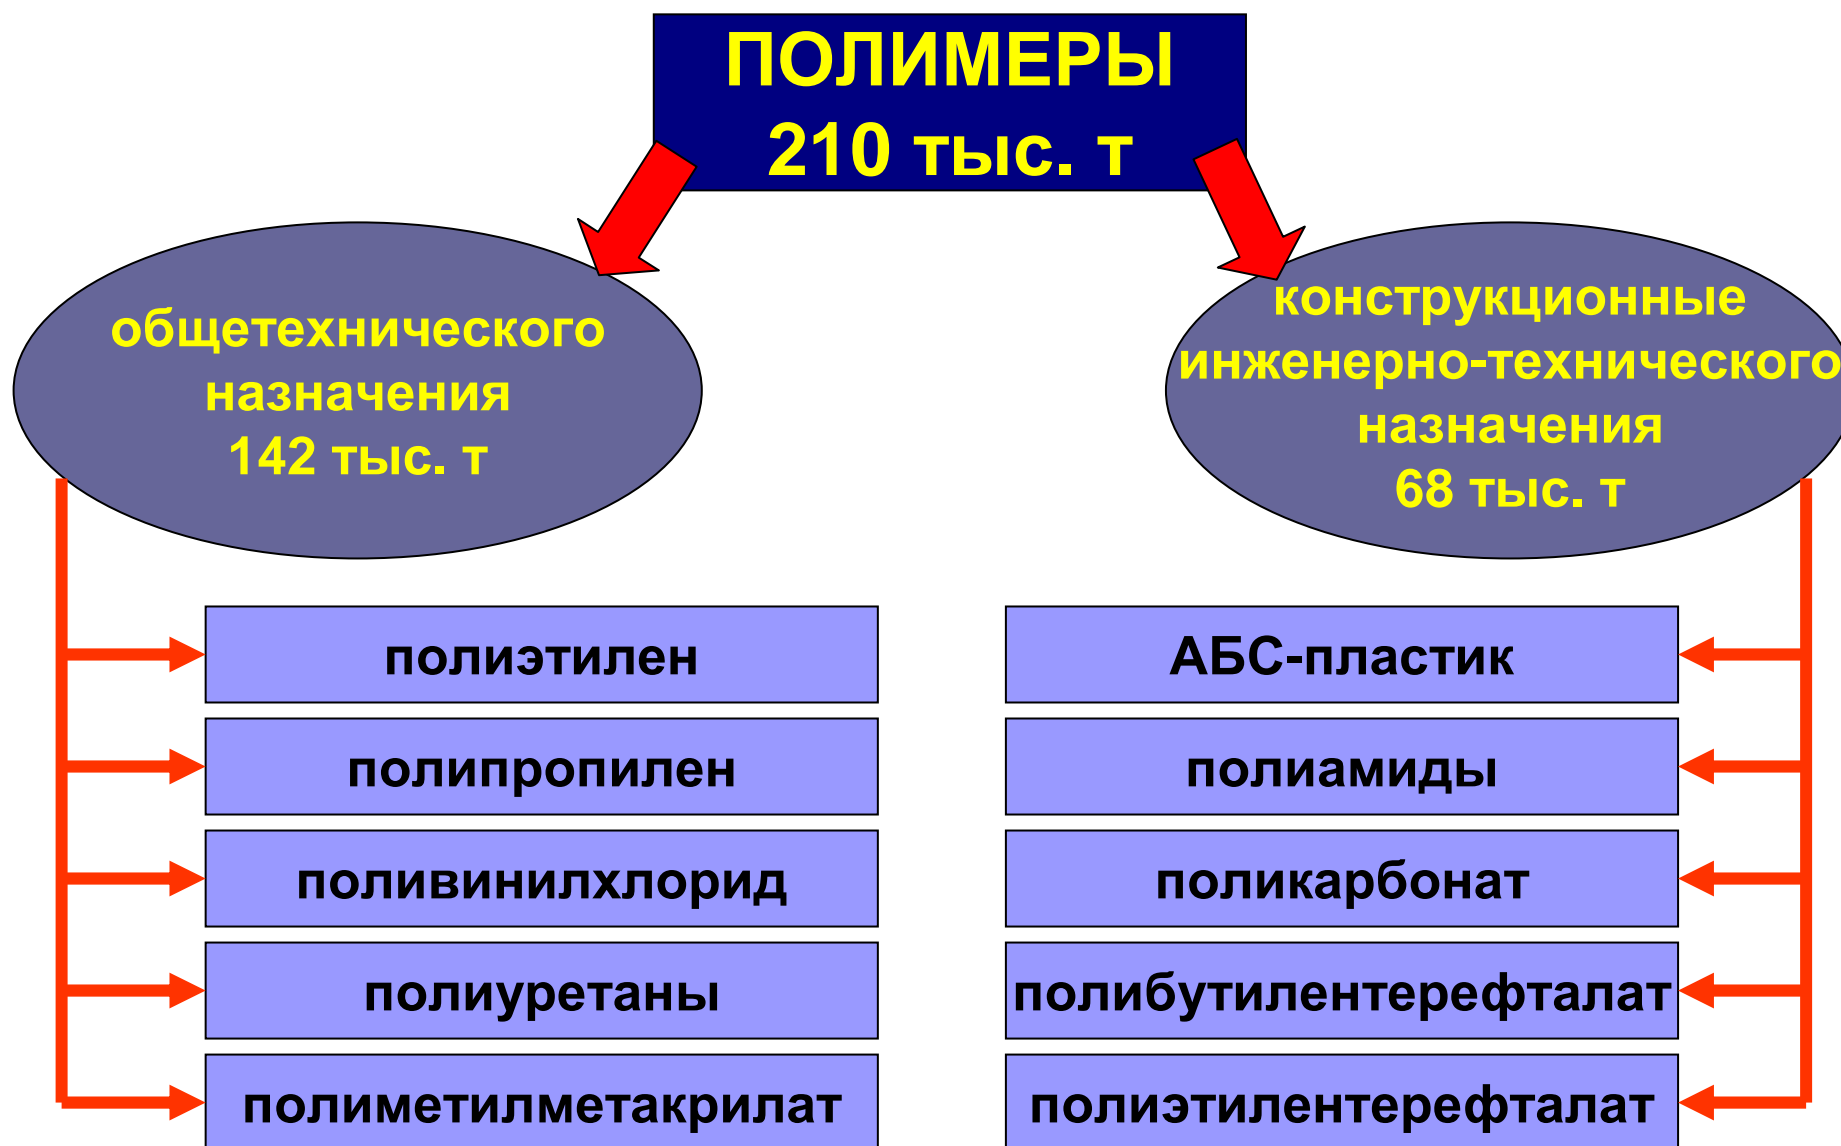 ПОЛИМЕРЫ
210 тыс. т
общетехнического
назначения
142 тыс. т
конструкционные
инженерно-технического
назначения
68 тыс. т
полиэтилен
полипропилен
поливинилхлорид
полиуретаны
полиметилметакрилат
АБС-пластик
полиамиды
поликарбонат
полибутилентерефталат
полиэтилентерефталат